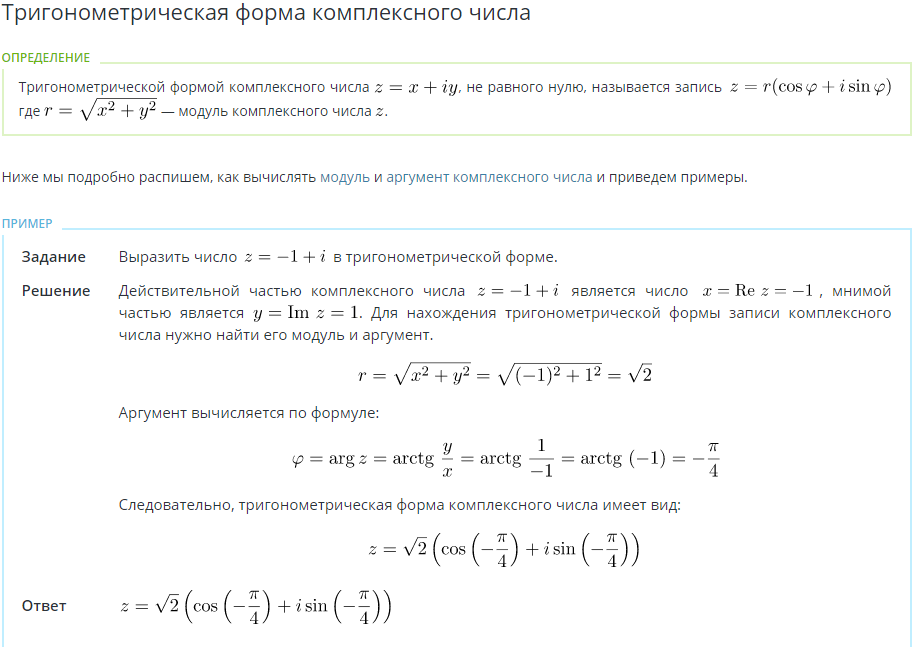 Тригонометрическая форма комплексного числа
ОПРЕДЕЛЕНИЕ
Тригонометрической формой комплексного числа z = x + iy, не равного нулю, называется запись z = r(cos φ + i sin φ)
где r = √(x² + y²) — модуль комплексного числа z.
Ниже мы подробно распишем, как вычислять модуль и аргумент комплексного числа и приведем примеры.
ПРИМЕР
Задание Выразить число z = −1 + i в тригонометрической форме.
Решение Действительной частью комплексного числа z = −1 + i является число x = Re z = −1 , мнимой
частью является y = Im z = 1. Для нахождения тригонометрической формы записи комплексного
числа нужно найти его модуль и аргумент.
r = √(x² + y²) = √((−1)² + 1²) = √2
Аргумент вычисляется по формуле:
φ = arg z = arctg y/x = arctg 1/−1 = arctg (−1) = −π/4
Следовательно, тригонометрическая форма комплексного числа имеет вид:
z = √2 (cos (−π/4) + i sin (−π/4))
Ответ z = √2 (cos (−π/4) + i sin (−π/4))